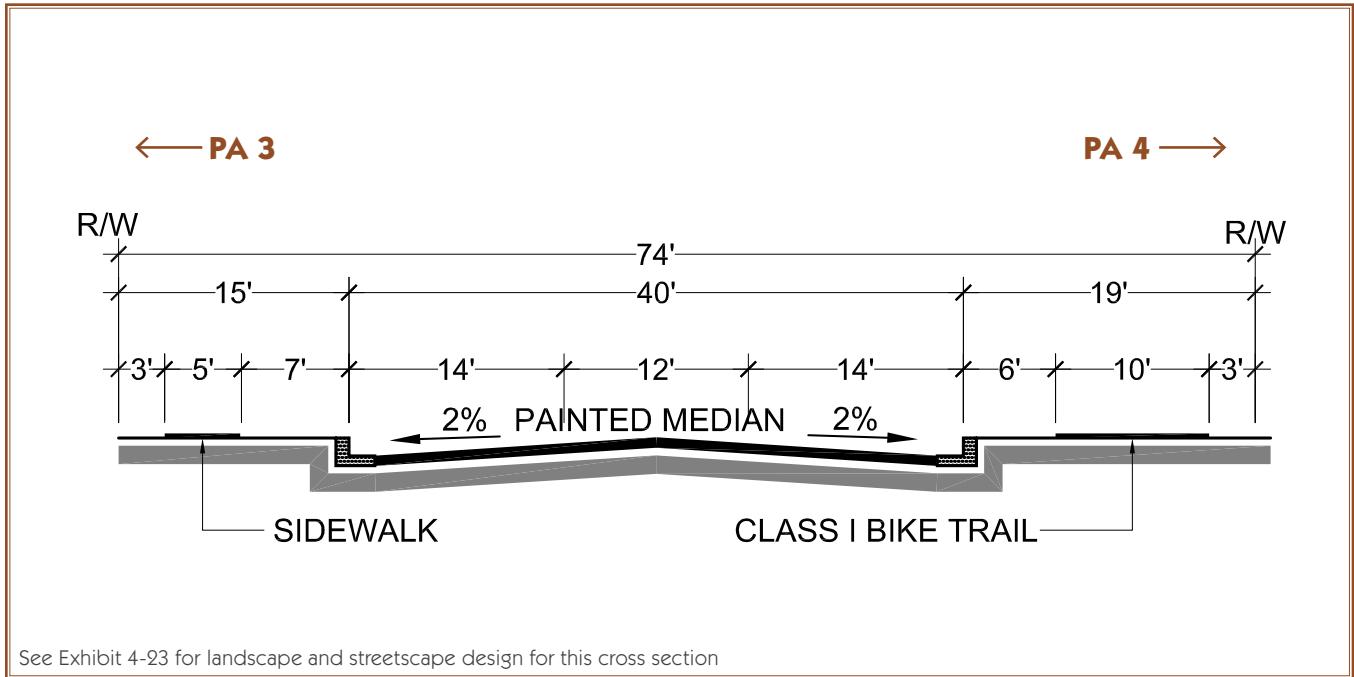 PA 3 PA 4
R/W R/W
74'
15' 40' 19'
3' 5' 7' 14' 12' 14' 6' 10' 3'
2% PAINTED MEDIAN 2%
SIDEWALK CLASS I BIKE TRAIL
See Exhibit 4-23 for landscape and streetscape design for this cross section